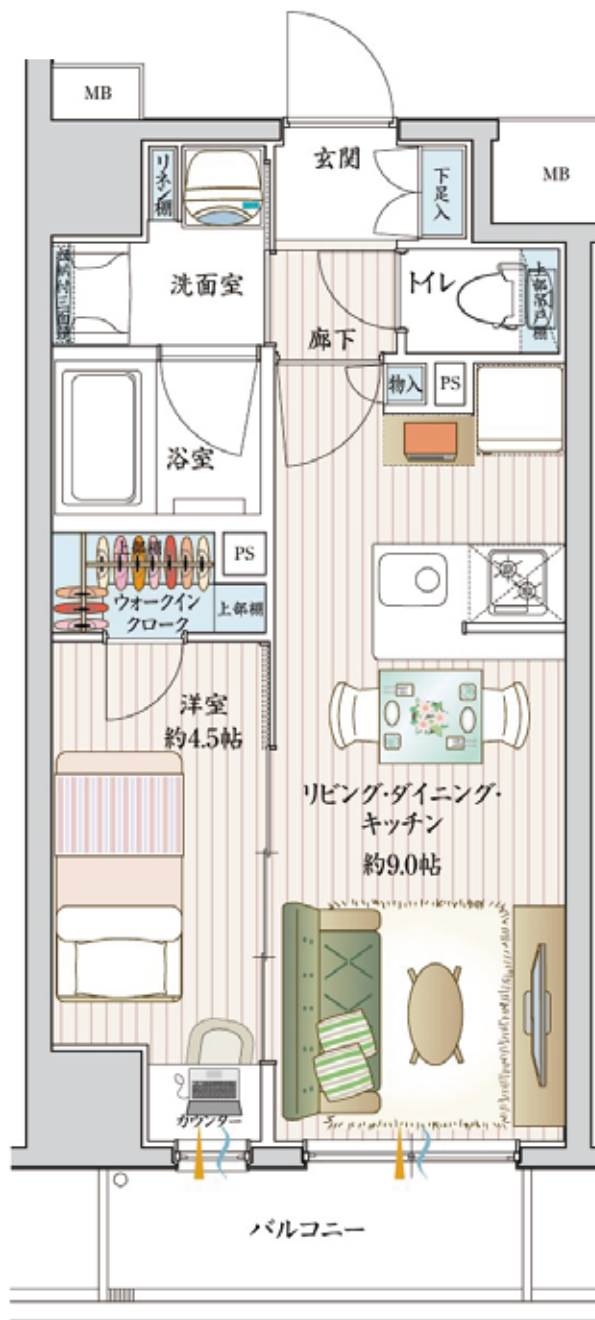 MB
玄関
リネン棚
下足入
MB
洗面室
トイレ
上部吊戸棚
廊下
物入
PS
浴室
上部棚
PS
ウォークイン
クローク
上部棚
洋室
約4.5帖
リビング・ダイニング・
キッチン
約9.0帖
カウンター
バルコニー